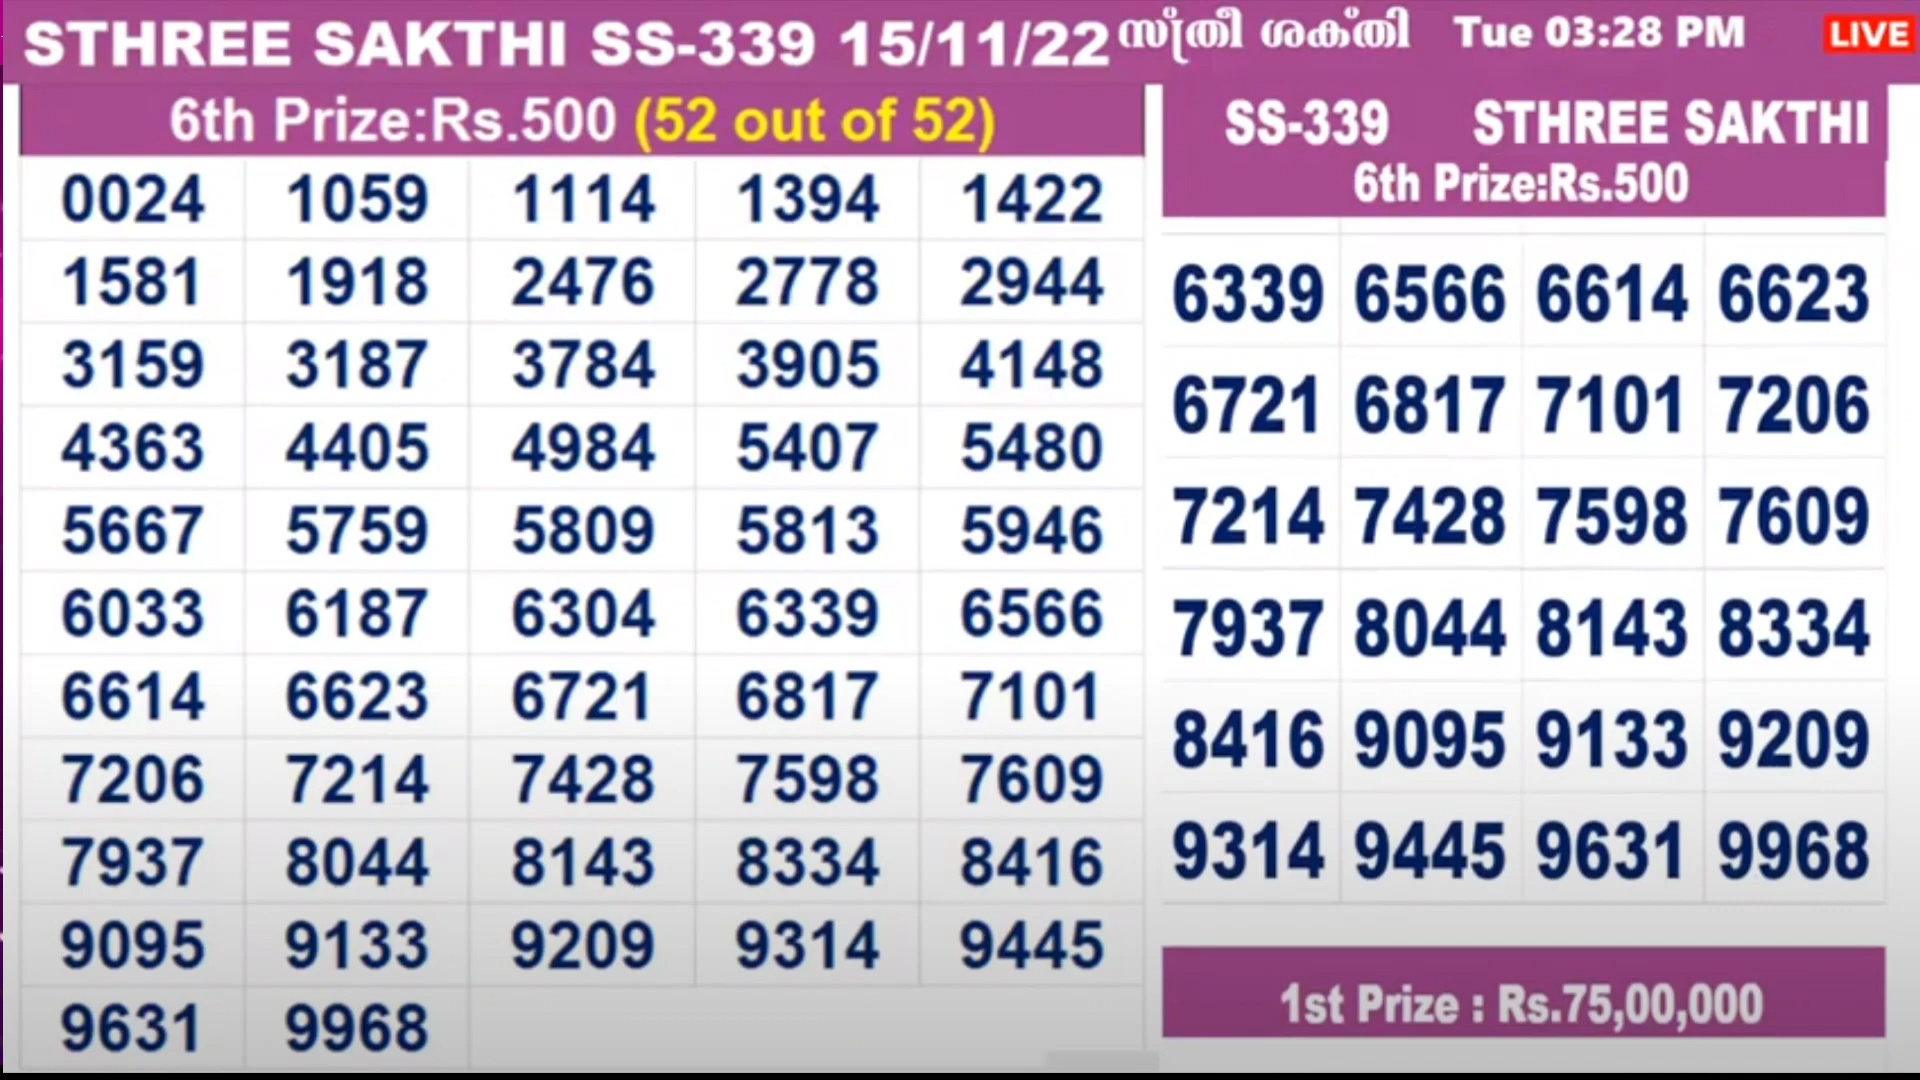 STHREE SAKTHI SS-339 15/11/22 സ്ത്രീ ശക്തി Tue 03:28 PM LIVE
6th Prize:Rs.500 (52 out of 52)
0024 1059 1114 1394 1422
1581 1918 2476 2778 2944
3159 3187 3784 3905 4148
4363 4405 4984 5407 5480
5667 5759 5809 5813 5946
6033 6187 6304 6339 6566
6614 6623 6721 6817 7101
7206 7214 7428 7598 7609
7937 8044 8143 8334 8416
9095 9133 9209 9314 9445
9631 9968
SS-339 STHREE SAKTHI
6th Prize:Rs.500
6339 6566 6614 6623
6721 6817 7101 7206
7214 7428 7598 7609
7937 8044 8143 8334
8416 9095 9133 9209
9314 9445 9631 9968
1st Prize : Rs.75,00,000